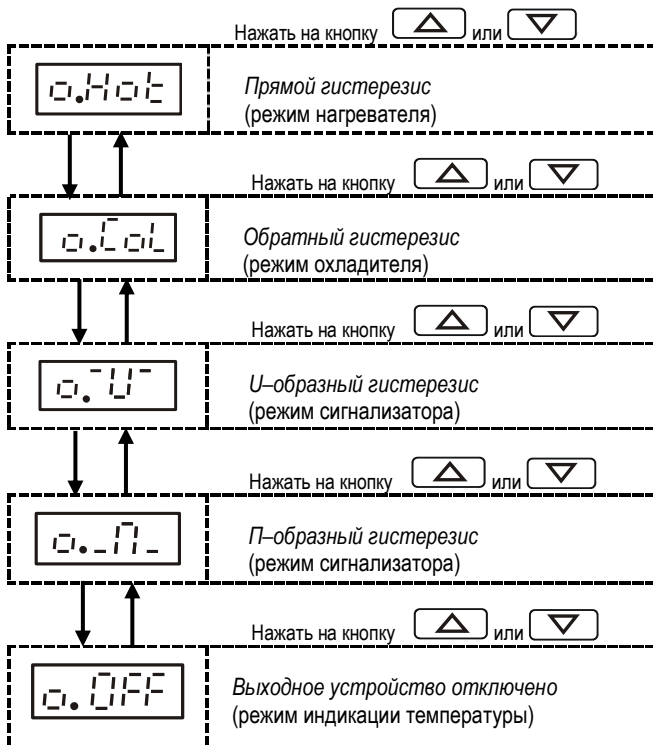 Нажать на кнопку △ или ▽
o.Hot
Прямой гистерезис
(режим нагревателя)
Нажать на кнопку △ или ▽
o.CoL
Обратный гистерезис
(режим охладителя)
Нажать на кнопку △ или ▽
o.¯U¯
U–образный гистерезис
(режим сигнализатора)
Нажать на кнопку △ или ▽
o._П_
П–образный гистерезис
(режим сигнализатора)
Нажать на кнопку △ или ▽
o.OFF
Выходное устройство отключено
(режим индикации температуры)